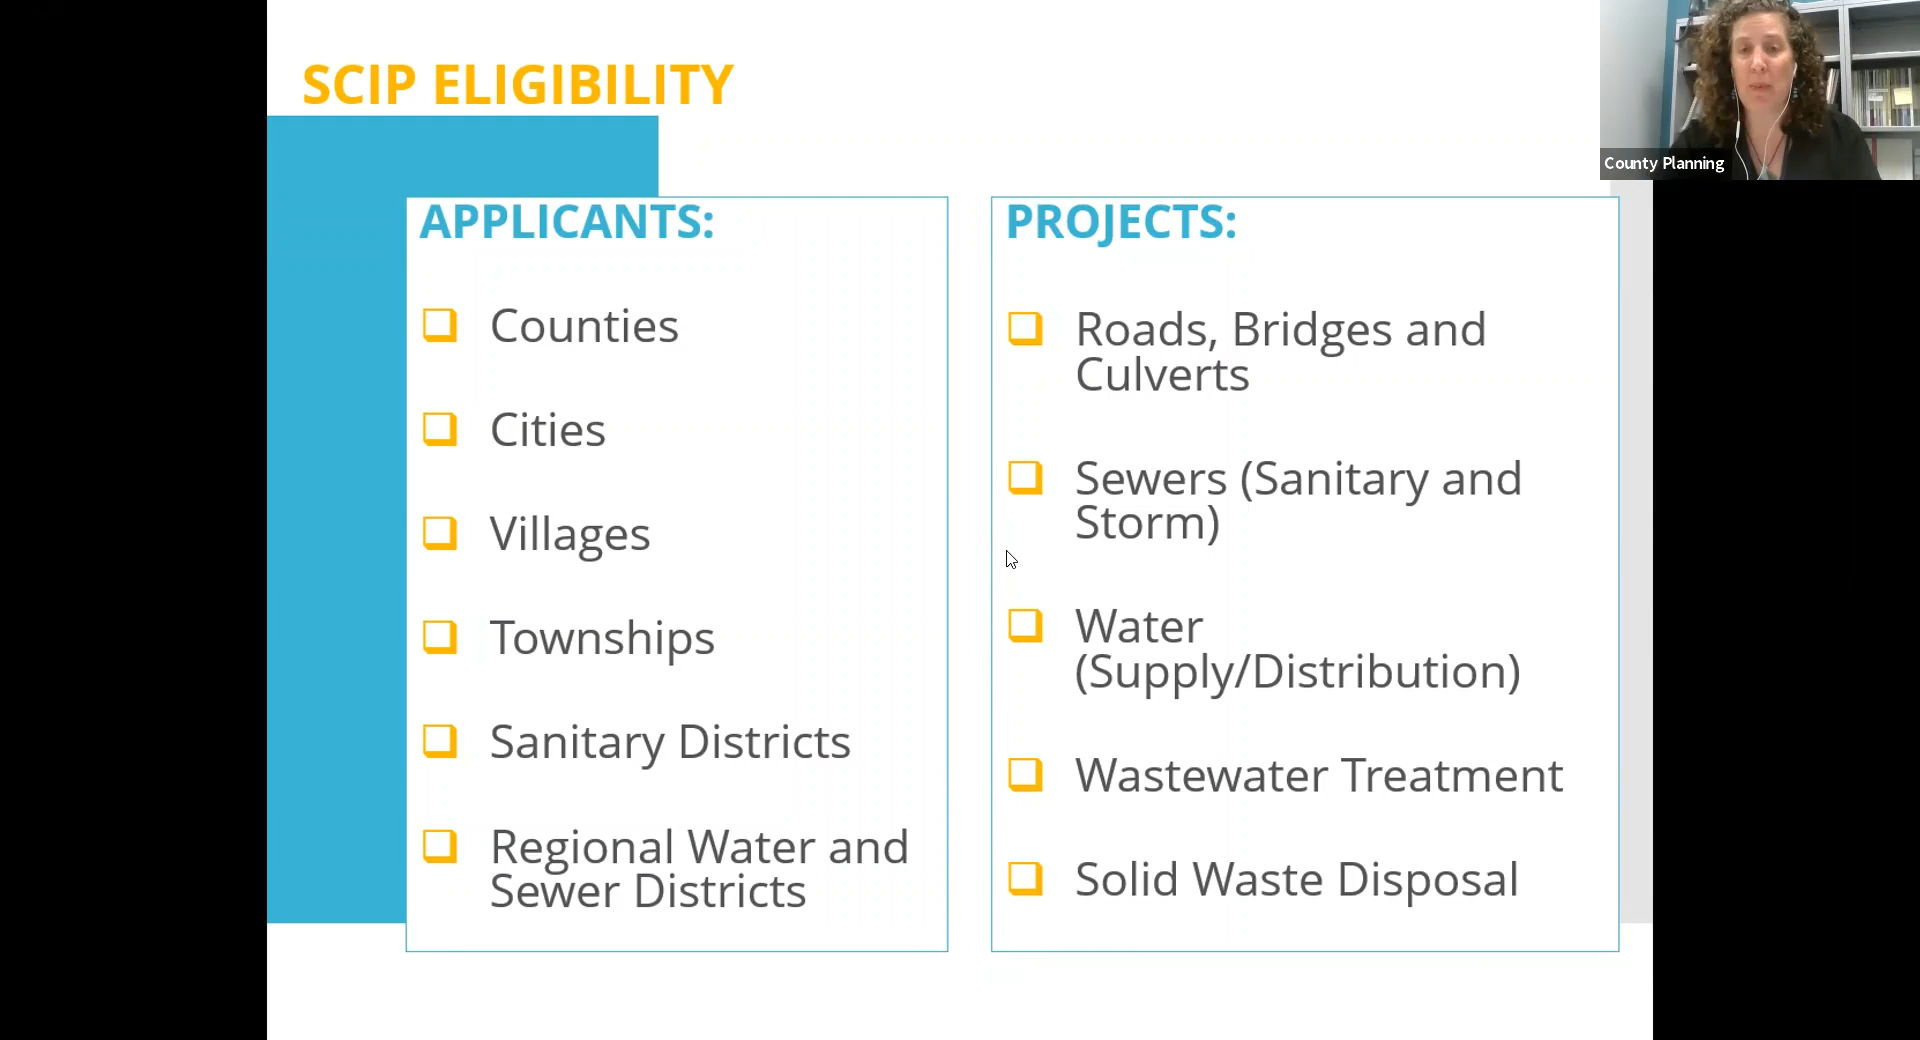 SCIP ELIGIBILITY
County Planning
APPLICANTS:
Counties
Cities
Villages
Townships
Sanitary Districts
Regional Water and
Sewer Districts
PROJECTS:
Roads, Bridges and
Culverts
Sewers (Sanitary and
Storm)
Water
(Supply/Distribution)
Wastewater Treatment
Solid Waste Disposal